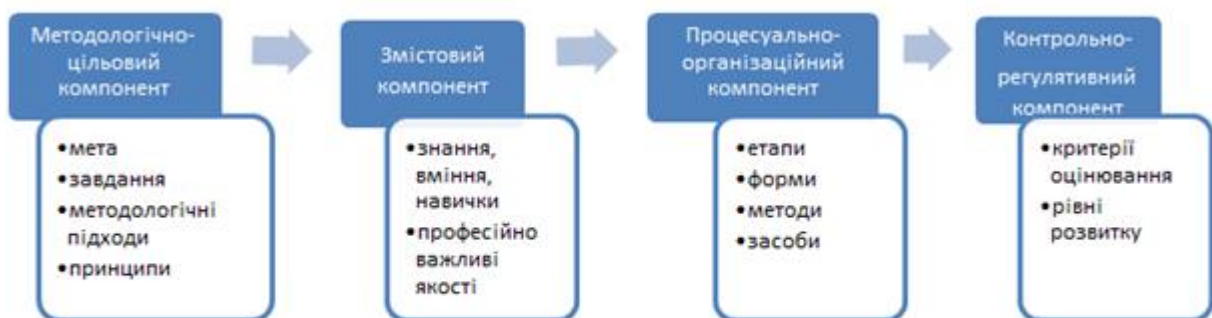 Методологічно-
цільовий
компонент
•мета
•завдання
•методологічні
підходи
•принципи
Змістовий
компонент
•знання,
вміння,
навички
•професійно
важливі
якості
Процесуально-
організаційний
компонент
•етапи
•форми
•методи
•засоби
Контрольно-
регулятивний
компонент
•критерії
оцінювання
•рівні
розвитку